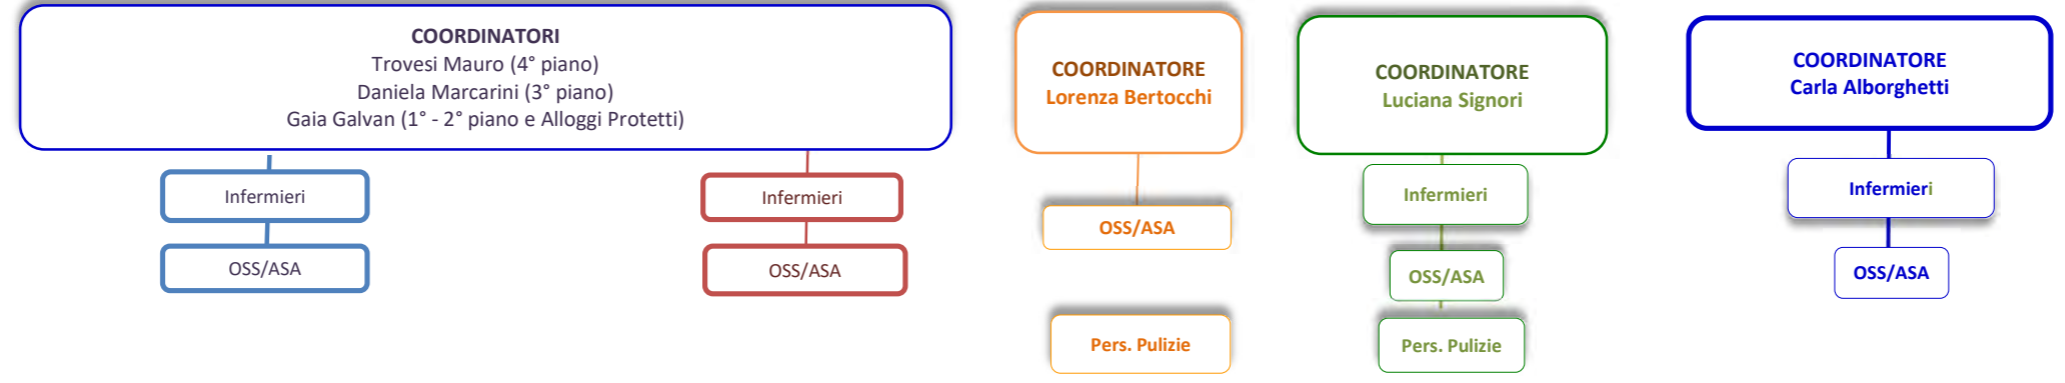 COORDINATORI
Trovesi Mauro (4° piano)
Daniela Marcarini (3° piano)
Gaia Galvan (1° - 2° piano e Alloggi Protetti)
Infermieri
OSS/ASA
Infermieri
OSS/ASA
COORDINATORE
Lorenza Bertocchi
OSS/ASA
Pers. Pulizie
COORDINATORE
Luciana Signori
Infermieri
OSS/ASA
Pers. Pulizie
COORDINATORE
Carla Alborghetti
Infermieri
OSS/ASA